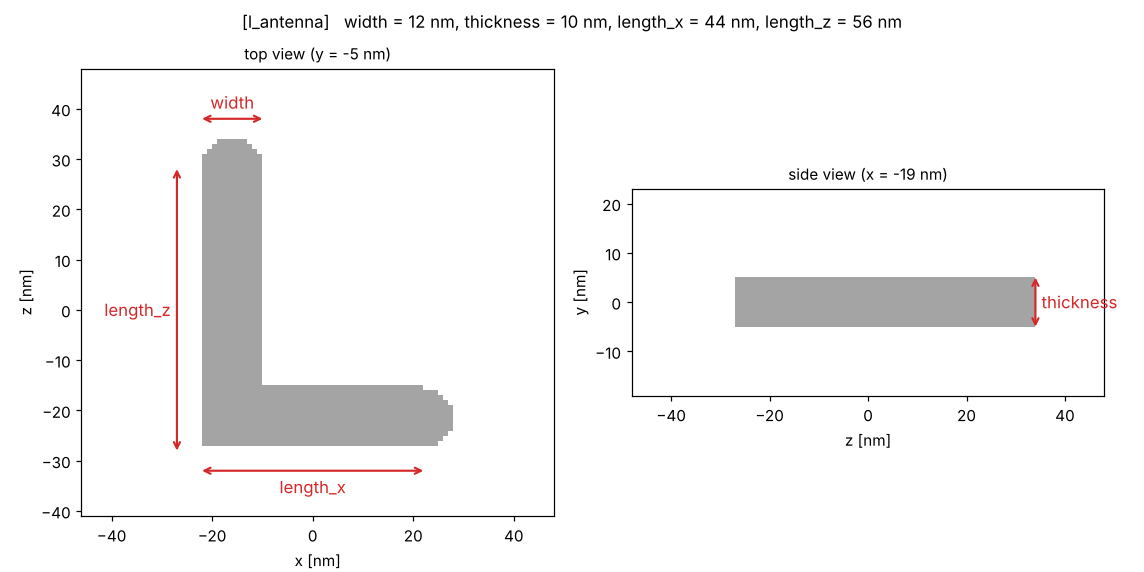 [l_antenna]   width = 12 nm, thickness = 10 nm, length_x = 44 nm, length_z = 56 nm
top view (y = -5 nm)
width
length_z
length_x
z [nm]
40
30
20
10
0
−10
−20
−30
−40
−40 −20 0 20 40
x [nm]
side view (x = -19 nm)
y [nm]
20
10
0
−10
thickness
−40 −20 0 20 40
z [nm]